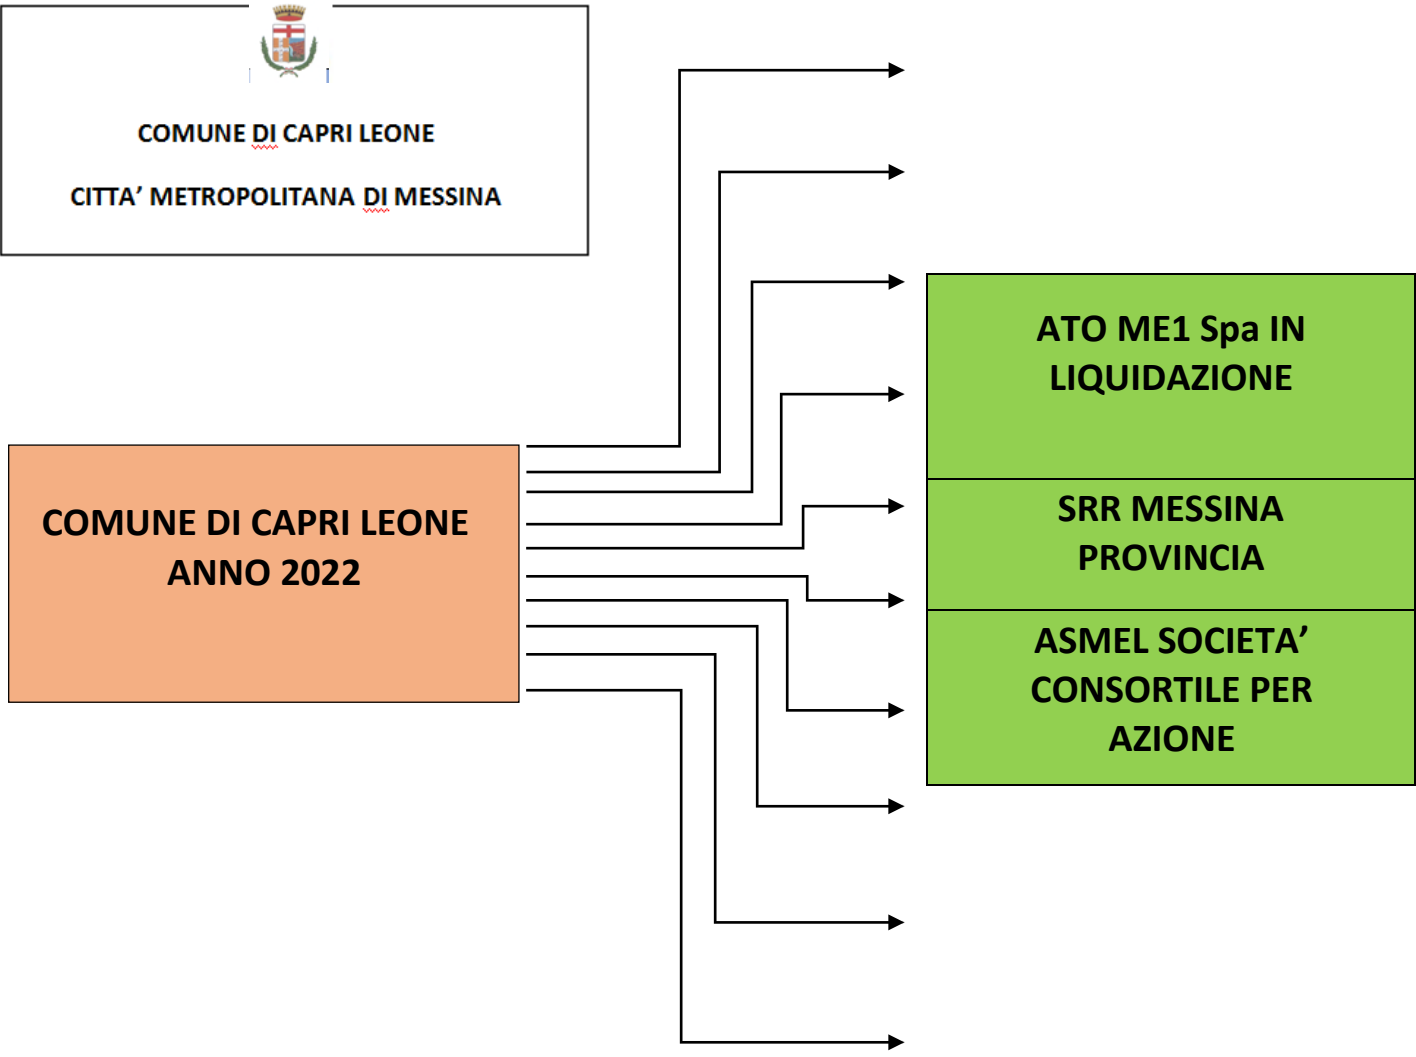 COMUNE DI CAPRI LEONE
CITTA’ METROPOLITANA DI MESSINA
COMUNE DI CAPRI LEONE
ANNO 2022
ATO ME1 Spa IN
LIQUIDAZIONE
SRR MESSINA
PROVINCIA
ASMEL SOCIETA’
CONSORTILE PER
AZIONE